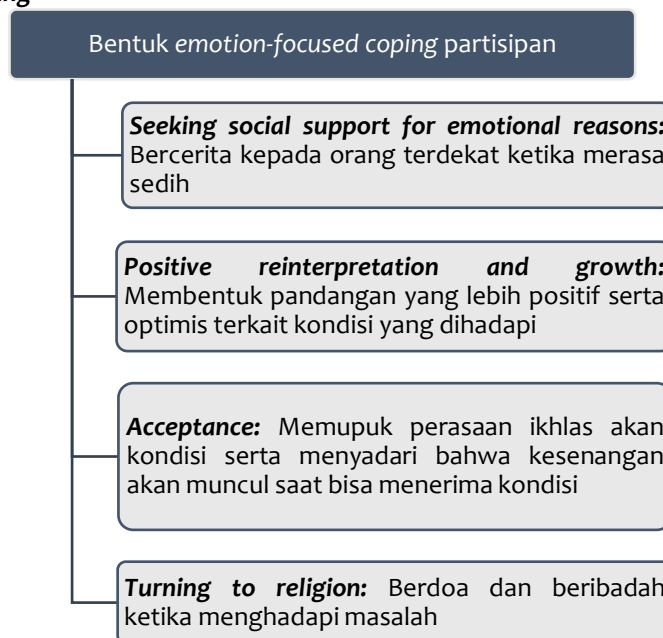 Bentuk emotion-focused coping partisipan
Seeking social support for emotional reasons:
Bercerita kepada orang terdekat ketika merasa
sedih
Positive reinterpretation and growth:
Membentuk pandangan yang lebih positif serta
optimis terkait kondisi yang dihadapi
Acceptance: Memupuk perasaan ikhlas akan
kondisi serta menyadari bahwa kesenangan
akan muncul saat bisa menerima kondisi
Turning to religion: Berdoa dan beribadah
ketika menghadapi masalah